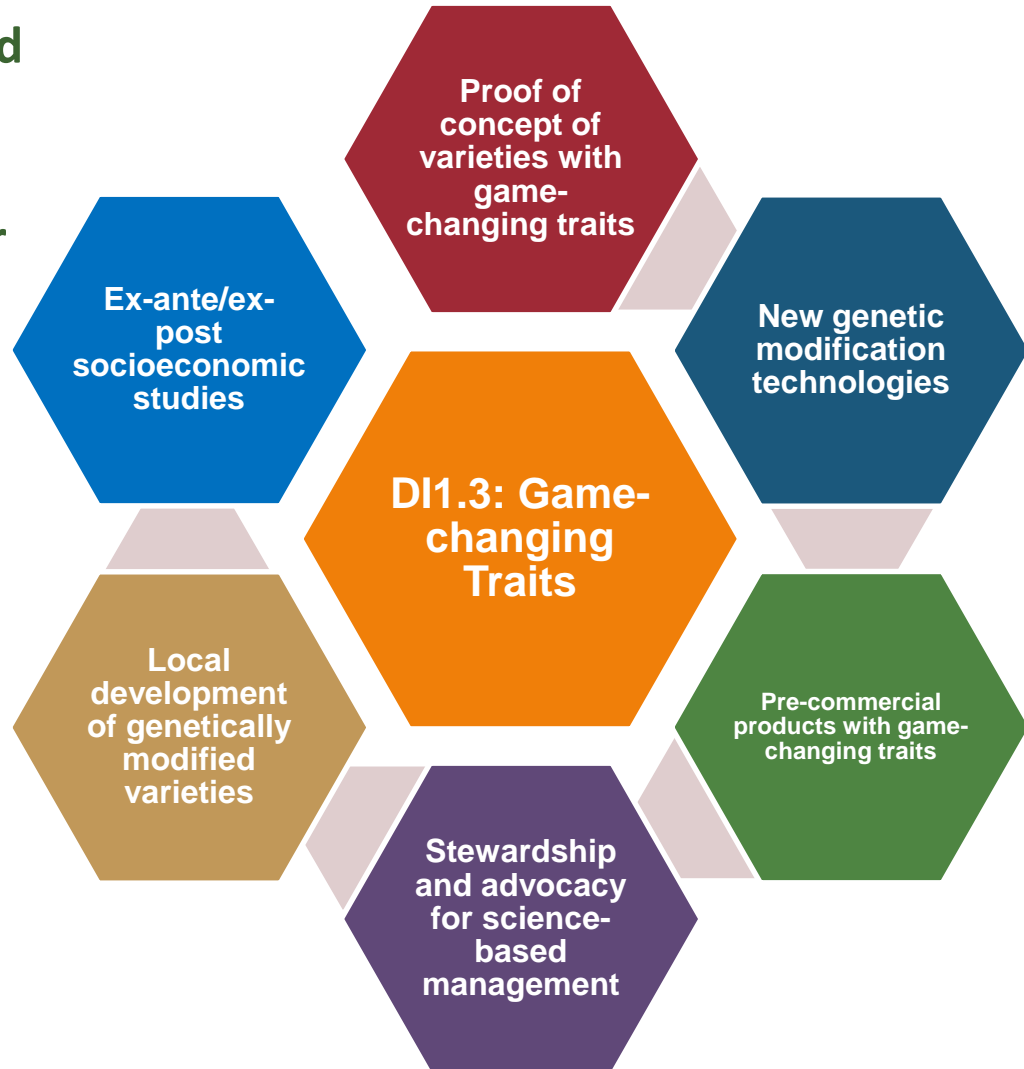 d
r
Proof of
concept of
varieties with
game-
changing traits
New genetic
modification
technologies
Pre-commercial
products with game-
changing traits
Stewardship
and advocacy
for science-
based
management
Local
development
of genetically
modified
varieties
Ex-ante/ex-
post
socioeconomic
studies
DI1.3: Game-
changing
Traits